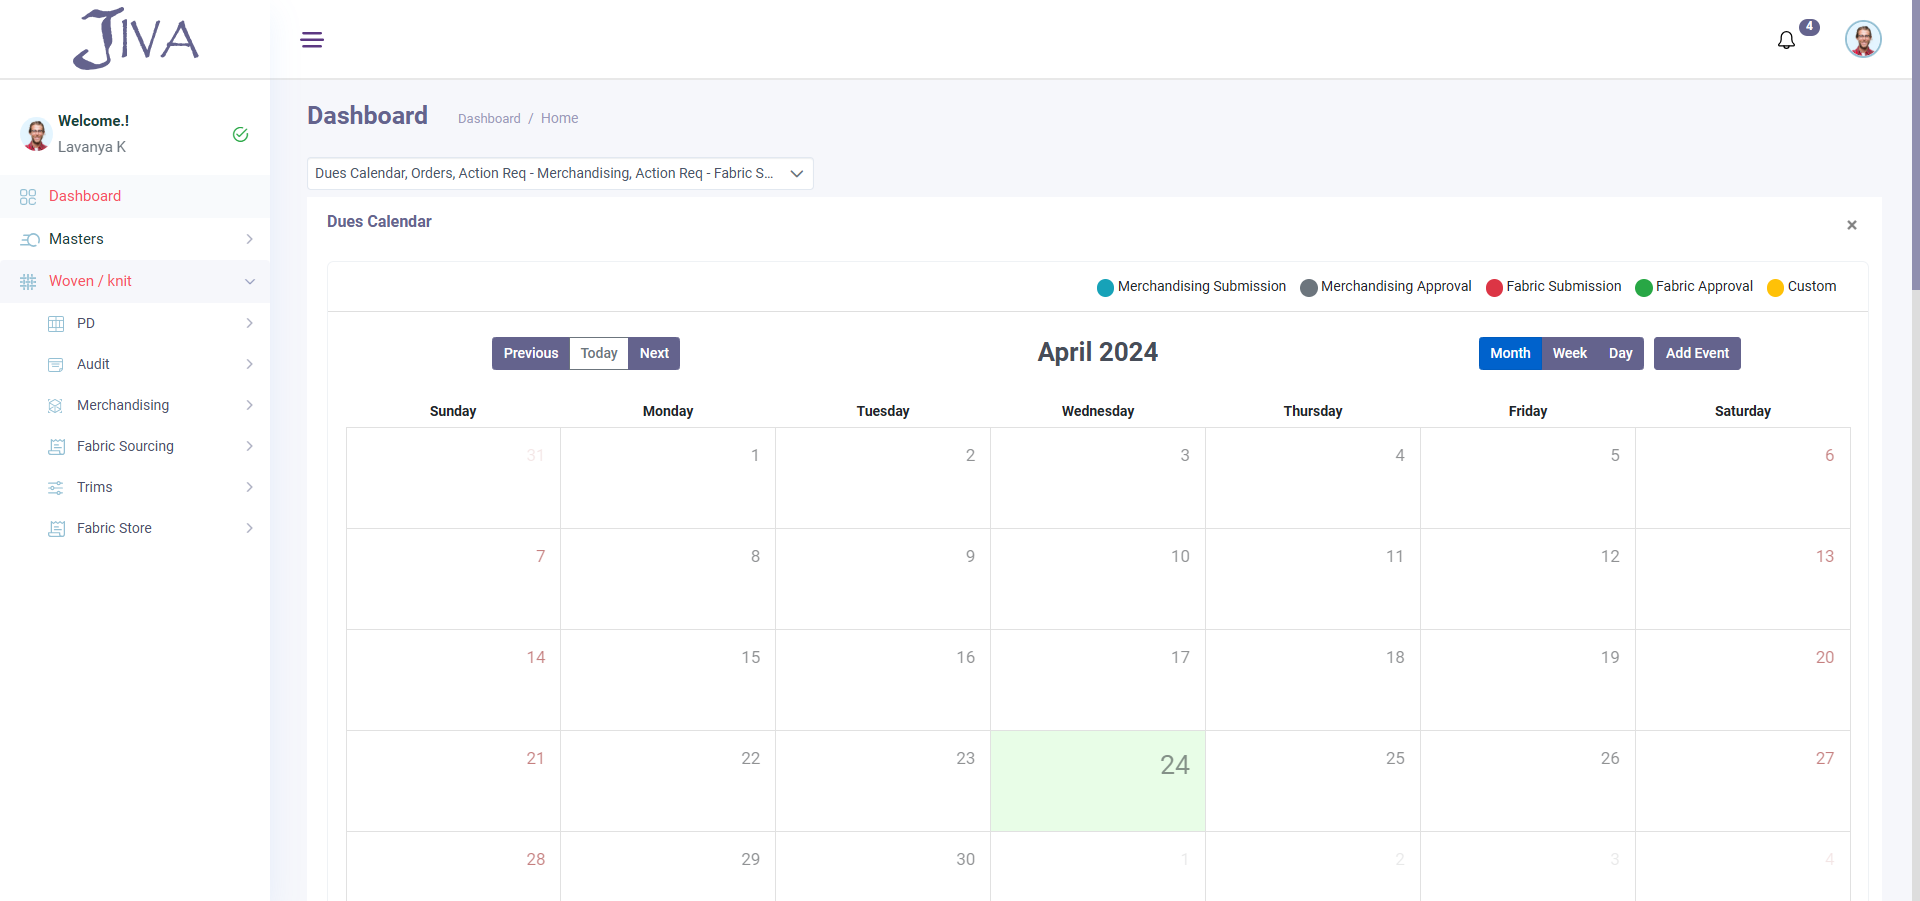 JIVA
4
Welcome.!
Lavanya K
Dashboard
Masters
Woven / knit
PD
Audit
Merchandising
Fabric Sourcing
Trims
Fabric Store
Dashboard
Dashboard / Home
Dues Calendar, Orders, Action Req - Merchandising, Action Req - Fabric S...
Dues Calendar
×
Merchandising Submission Merchandising Approval Fabric Submission Fabric Approval Custom
Previous Today Next
April 2024
Month Week Day Add Event
Sunday Monday Tuesday Wednesday Thursday Friday Saturday
31 1 2 3 4 5 6
7 8 9 10 11 12 13
14 15 16 17 18 19 20
21 22 23 24 25 26 27
28 29 30 1 2 3 4